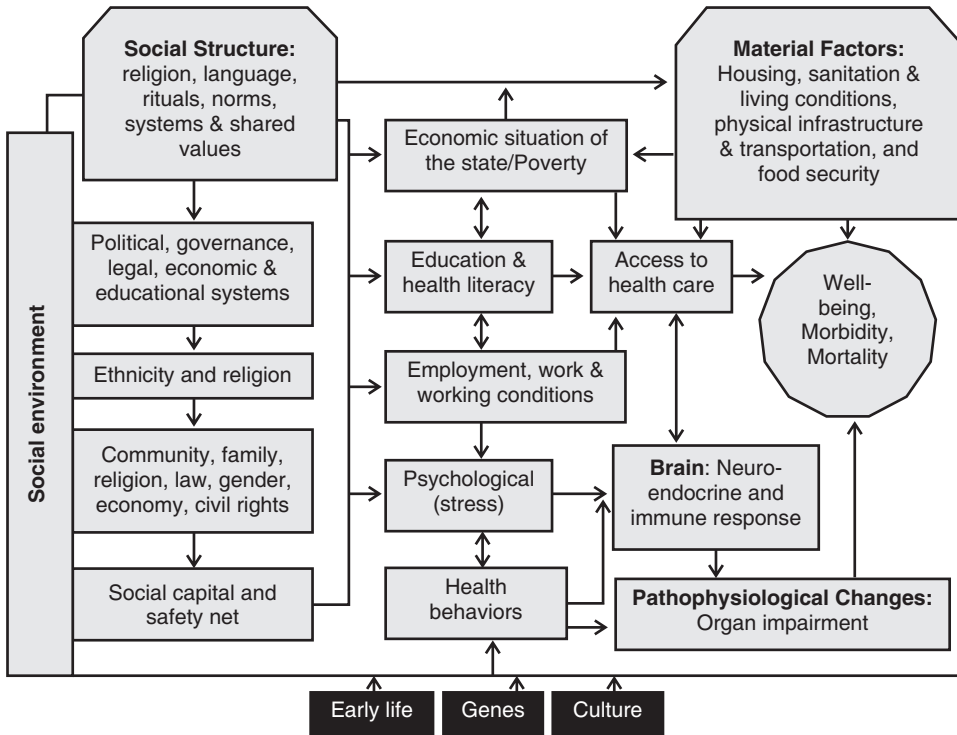 Social Structure:
religion, language,
rituals, norms,
systems & shared
values
Material Factors:
Housing, sanitation &
living conditions,
physical infrastructure
& transportation, and
food security
Economic situation of
the state/Poverty
Political, governance,
legal, economic &
educational systems
Education &
health literacy
Access to
health care
Well-
being,
Morbidity,
Mortality
Social environment
Ethnicity and religion
Employment, work &
working conditions
Community, family,
religion, law, gender,
economy, civil rights
Psychological
(stress)
Brain: Neuro-
endocrine and
immune response
Social capital and
safety net
Health
behaviors
Pathophysiological Changes:
Organ impairment
Early life
Genes
Culture